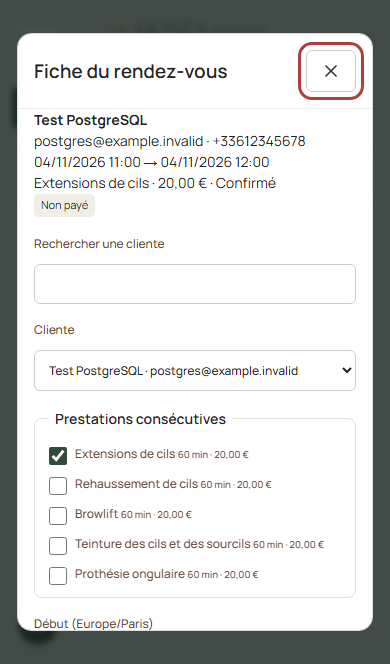 Fiche du rendez-vous
Test PostgreSQL
postgres@example.invalid · +33612345678
04/11/2026 11:00 → 04/11/2026 12:00
Extensions de cils · 20,00 € · Confirmé
Non payé
Rechercher une cliente
Cliente
Test PostgreSQL · postgres@example.invalid
Prestations consécutives
Extensions de cils 60 min · 20,00 €
Rehaussement de cils 60 min · 20,00 €
Browlift 60 min · 20,00 €
Teinture des cils et des sourcils 60 min · 20,00 €
Prothésie ongulaire 60 min · 20,00 €
Début (Europe/Paris)